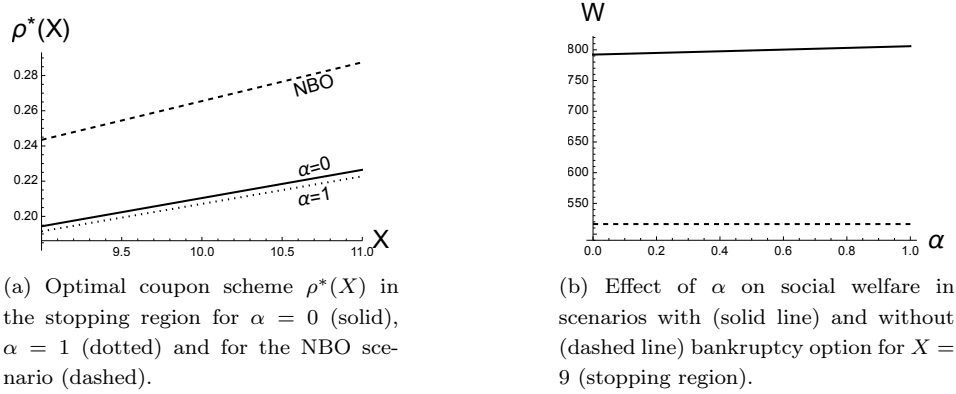 ρ*(X)
0.28
0.26
0.24
0.22
0.20
NBO
α=0
α=1
9.5 10.0 10.5 11.0 X
W
800
750
700
650
600
550
0.0 0.2 0.4 0.6 0.8 1.0 α
(a) Optimal coupon scheme ρ*(X) in
the stopping region for α = 0 (solid),
α = 1 (dotted) and for the NBO sce-
nario (dashed).
(b) Effect of α on social welfare in
scenarios with (solid line) and without
(dashed line) bankruptcy option for X =
9 (stopping region).